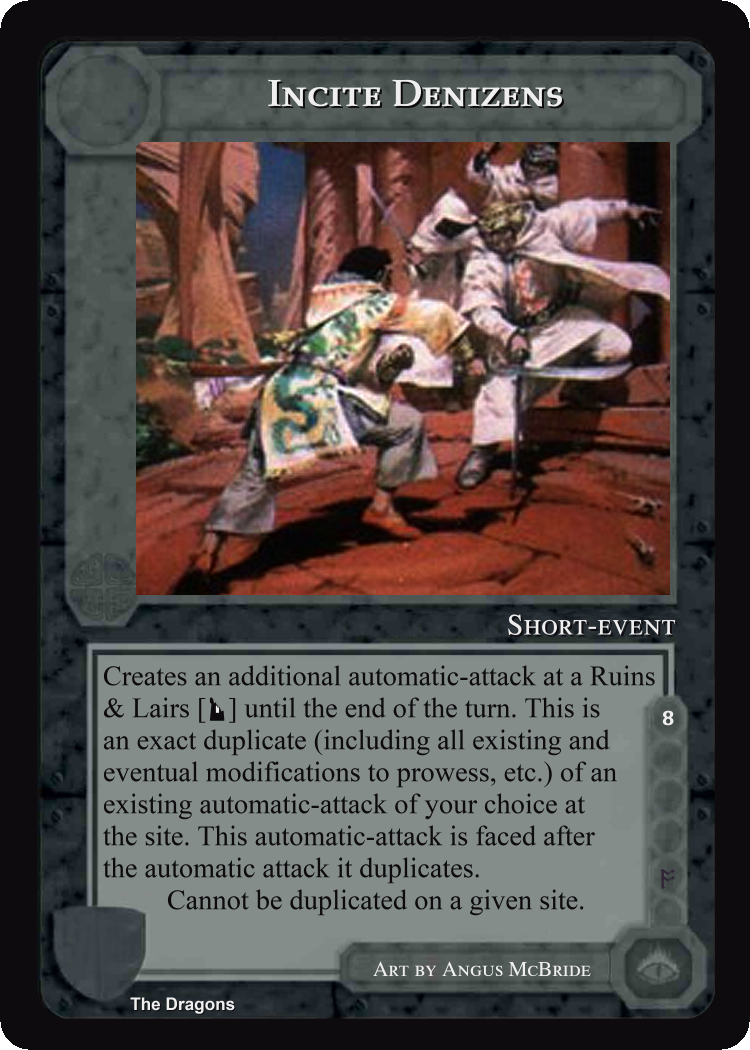 Incite Denizens
Short-event
Creates an additional automatic-attack at a Ruins
& Lairs [ ] until the end of the turn. This is
an exact duplicate (including all existing and
eventual modifications to prowess, etc.) of an
existing automatic-attack of your choice at
the site. This automatic-attack is faced after
the automatic attack it duplicates.
Cannot be duplicated on a given site.
8
Art by Angus McBride
The Dragons